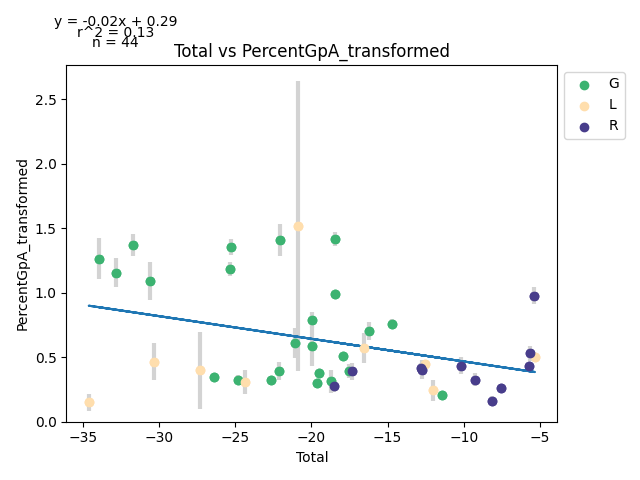 y = -0.02x + 0.29
r^2 = 0.13
n = 44
Total vs PercentGpA_transformed
G
L
R
PercentGpA_transformed
2.5
2.0
1.5
1.0
0.5
0.0
−35
−30
−25
−20
−15
−10
−5
Total